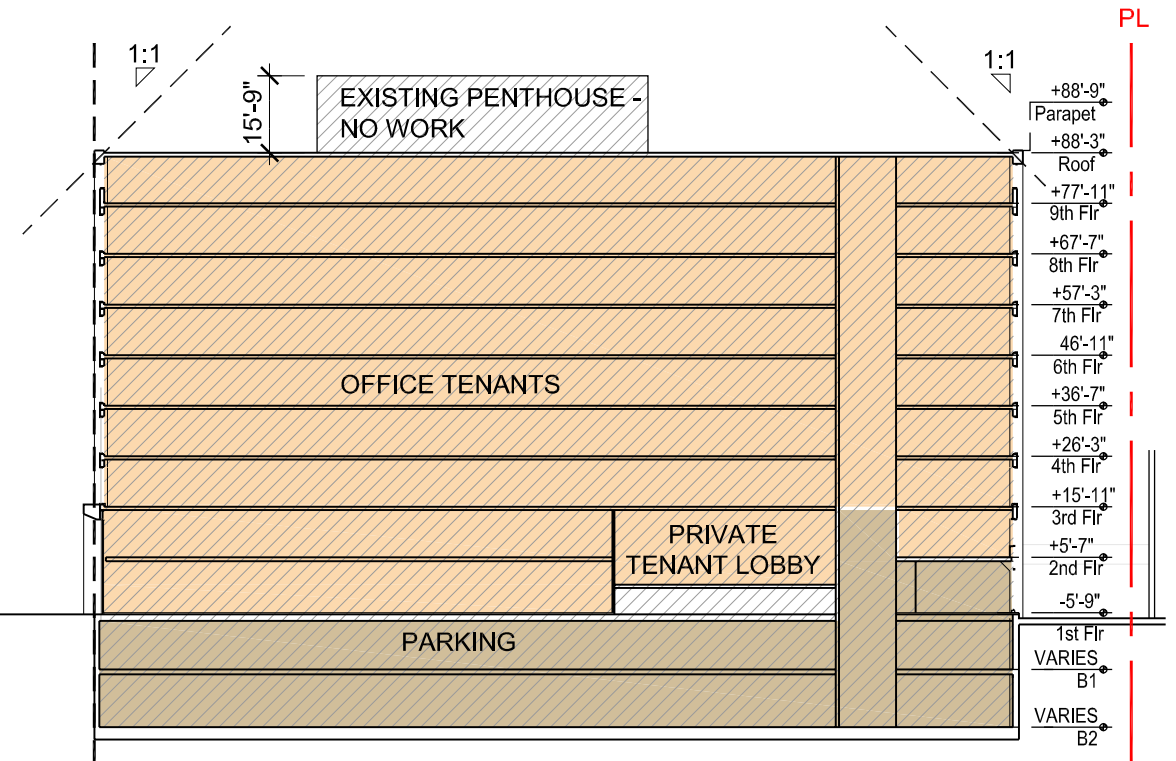 PL
1:1
1:1
15'-9"
EXISTING PENTHOUSE -
NO WORK
+88'-9"
Parapet
+88'-3"
Roof
+77'-11"
9th Flr
+67'-7"
8th Flr
+57'-3"
7th Flr
46'-11"
6th Flr
OFFICE TENANTS
+36'-7"
5th Flr
+26'-3"
4th Flr
+15'-11"
3rd Flr
PRIVATE
TENANT LOBBY
+5'-7"
2nd Flr
-5'-9"
1st Flr
PARKING
VARIES
B1
VARIES
B2